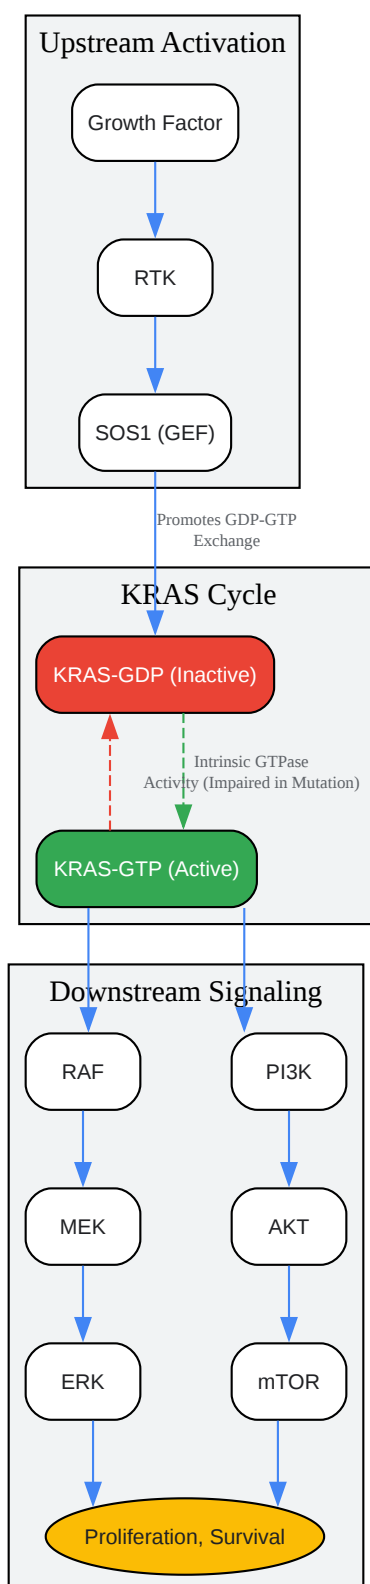 Upstream Activation
Growth Factor
RTK
SOS1 (GEF)
Promotes GDP-GTP
Exchange
KRAS Cycle
KRAS-GDP (Inactive)
Intrinsic GTPase
Activity (Impaired in Mutation)
KRAS-GTP (Active)
Downstream Signaling
RAF
PI3K
MEK
AKT
ERK
mTOR
Proliferation, Survival